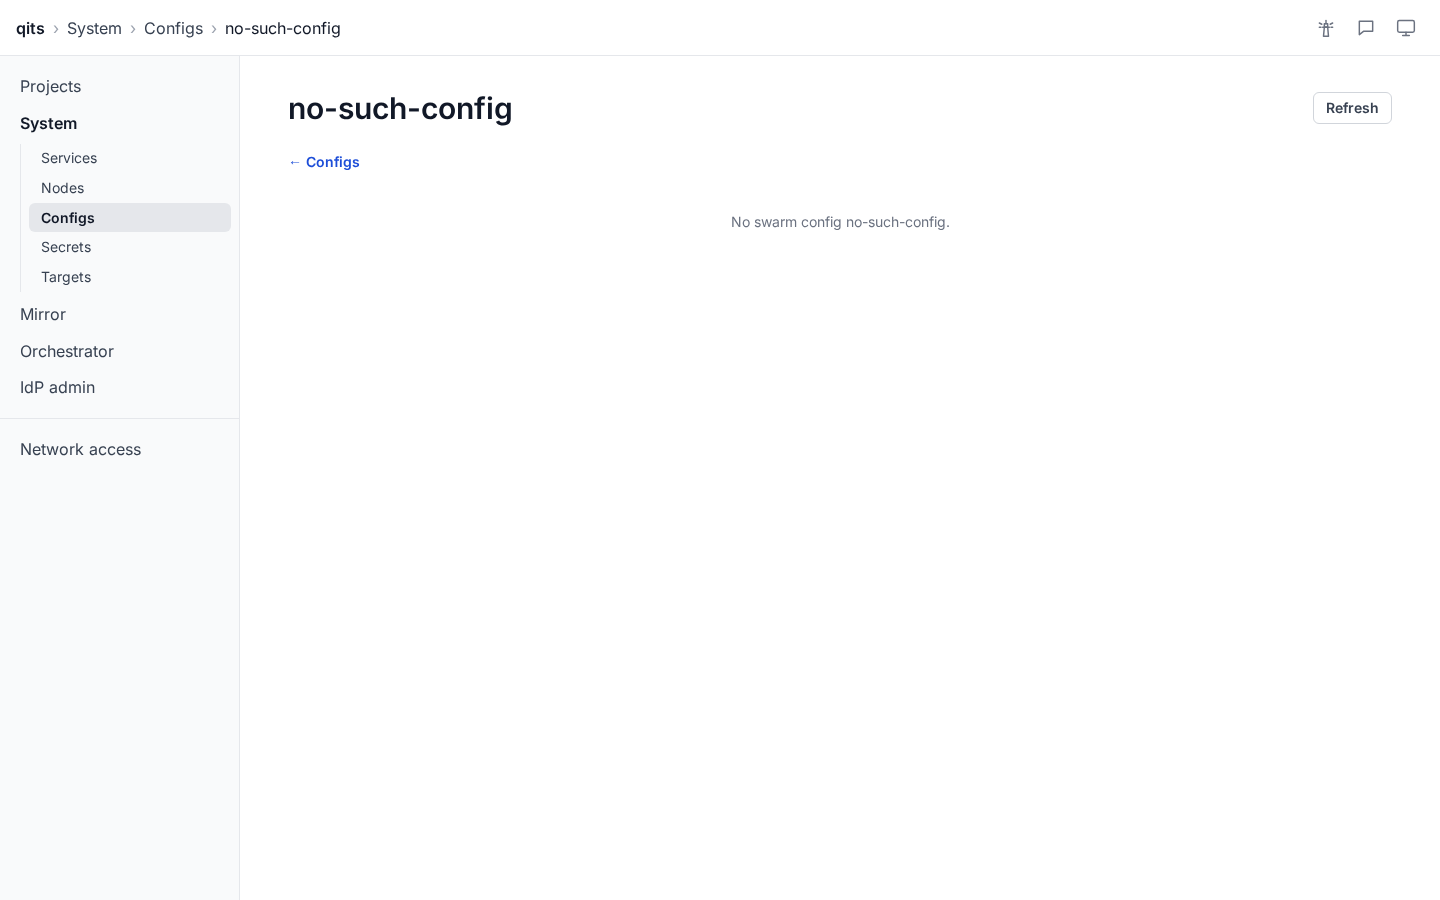 qits › System › Configs › no-such-config
Projects
System
Services
Nodes
Configs
Secrets
Targets
Mirror
Orchestrator
IdP admin
Network access
no-such-config
Refresh
← Configs
No swarm config no-such-config.